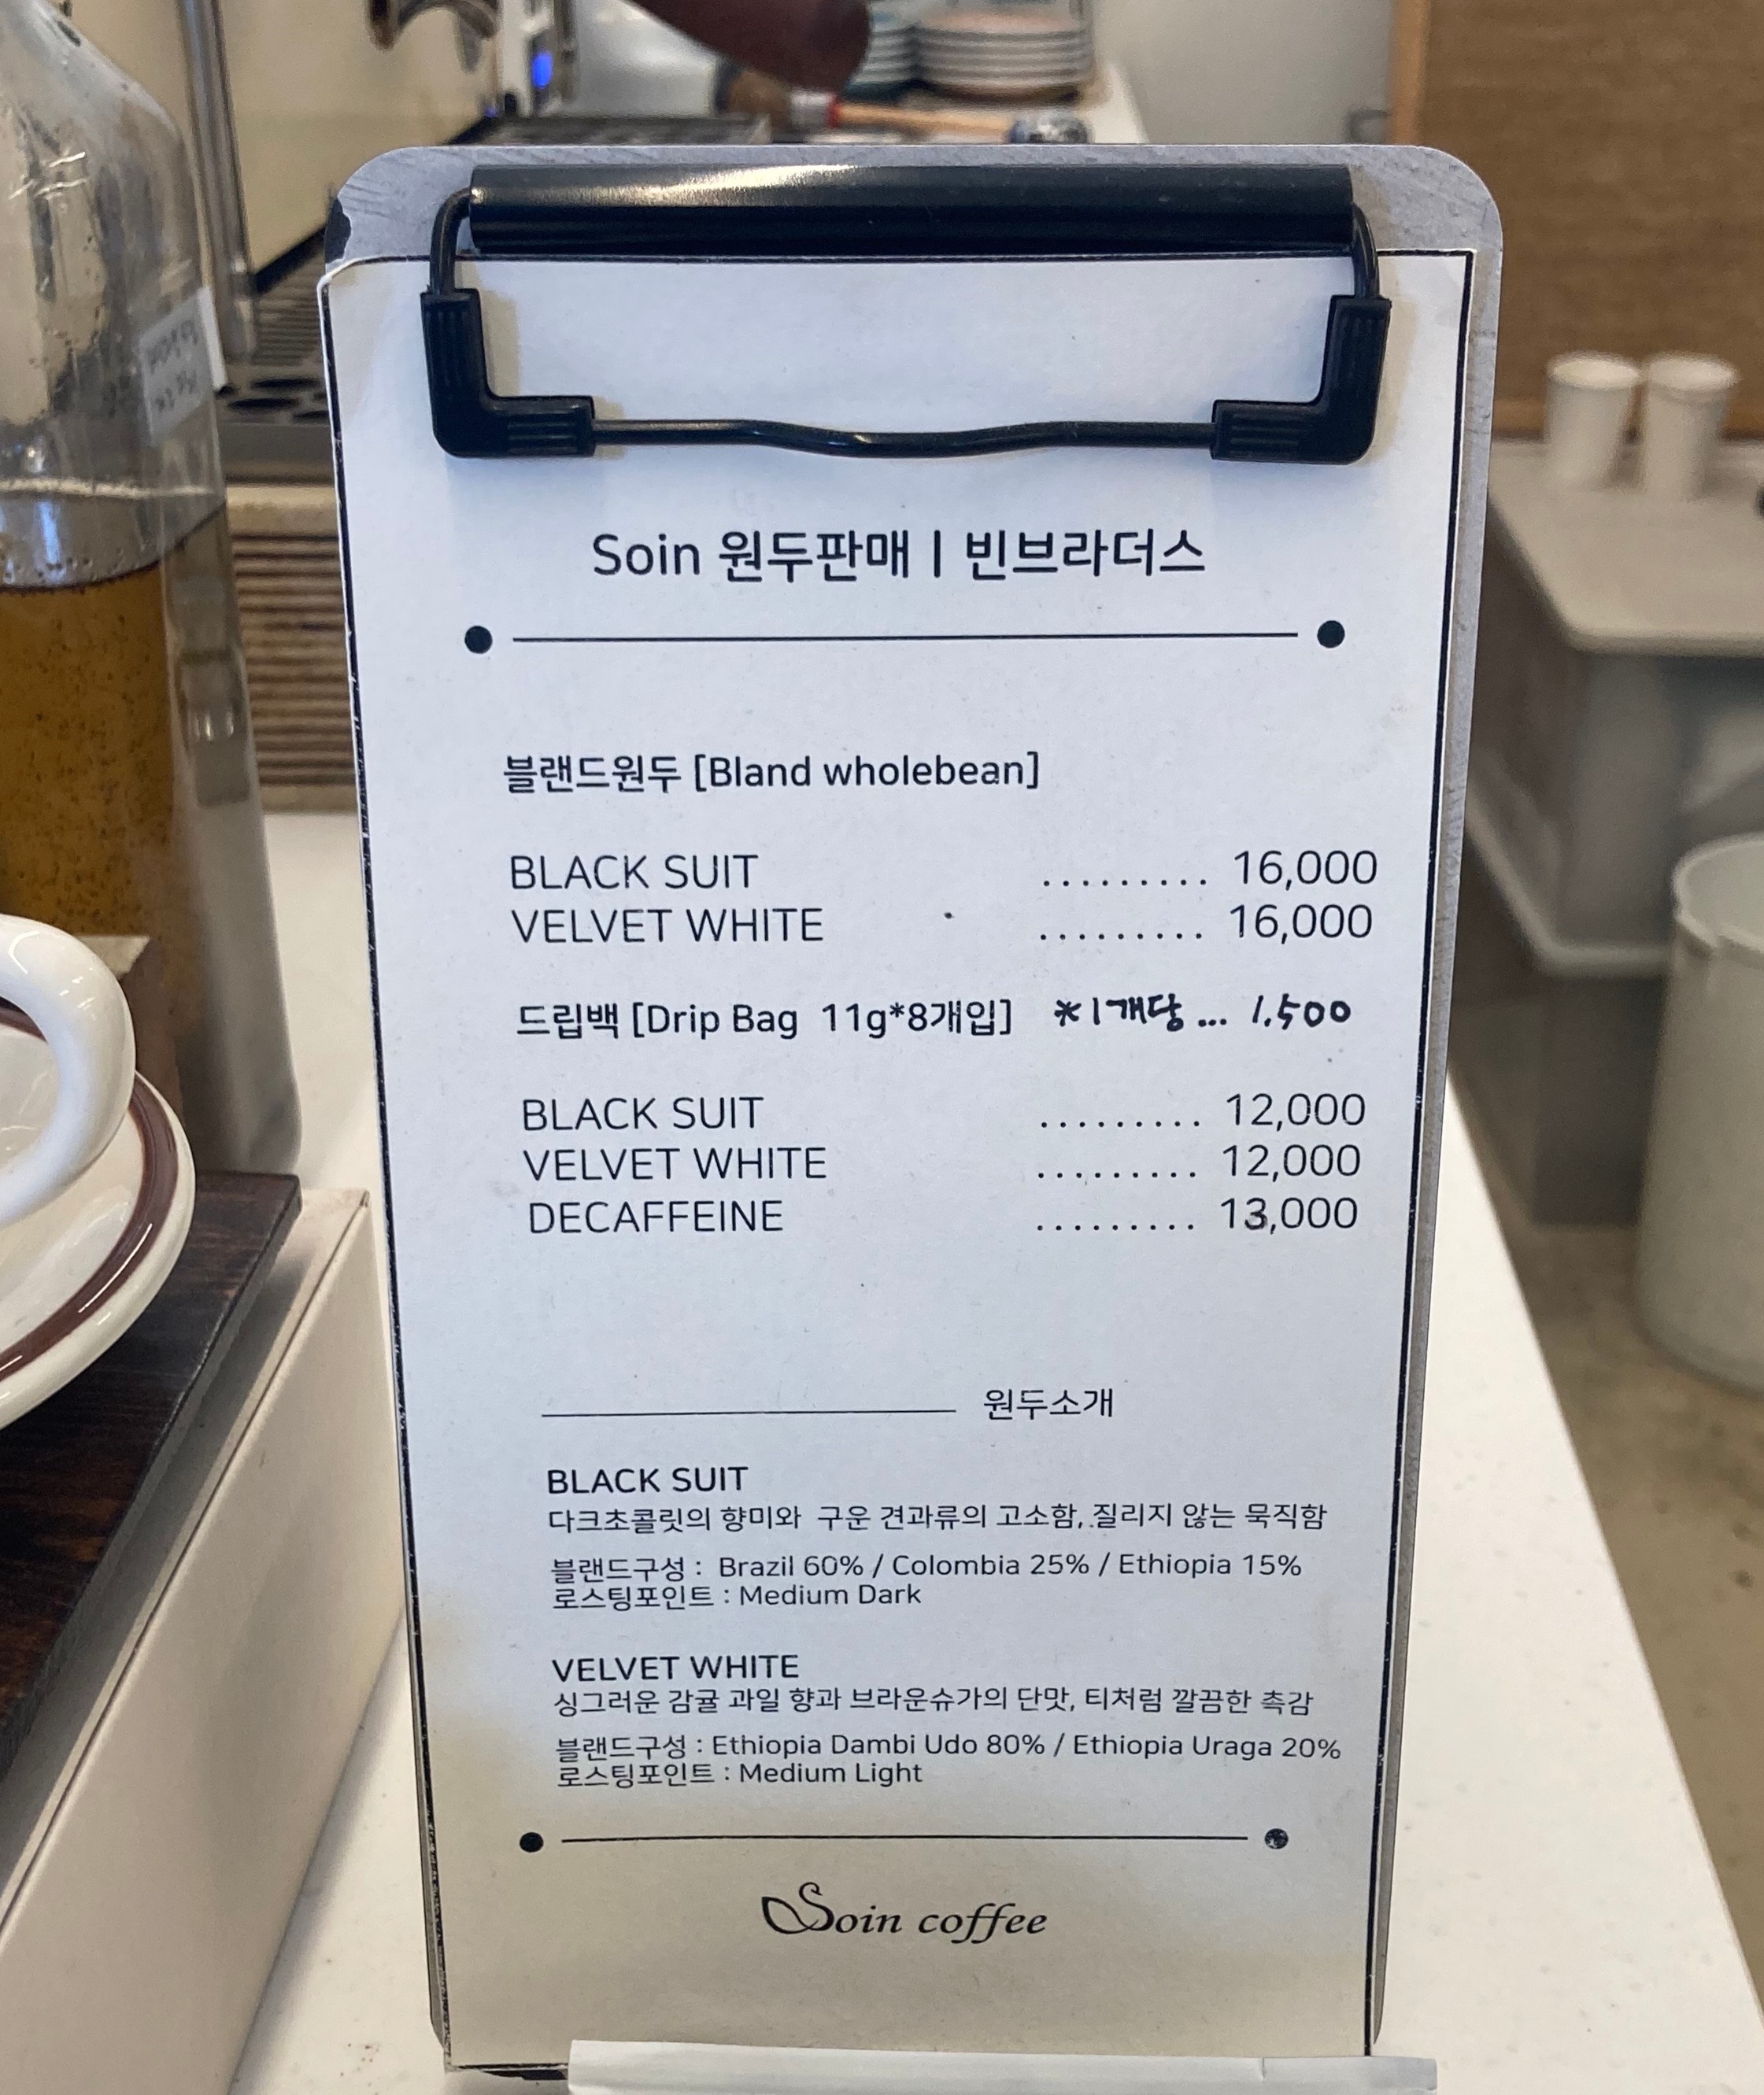 Soin 원두판매 | 빈브라더스
블랜드원두 [Bland wholebean]
BLACK SUIT ......... 16,000
VELVET WHITE ......... 16,000
드립백 [Drip Bag 11g*8개입] *1개당 ... 1,500
BLACK SUIT ......... 12,000
VELVET WHITE ......... 12,000
DECAFFEINE ......... 13,000
원두소개
BLACK SUIT
다크초콜릿의 향미와 구운 견과류의 고소함, 질리지 않는 묵직함
블랜드구성 : Brazil 60% / Colombia 25% / Ethiopia 15%
로스팅포인트 : Medium Dark
VELVET WHITE
싱그러운 감귤 과일 향과 브라운슈가의 단맛, 티처럼 깔끔한 촉감
블랜드구성 : Ethiopia Dambi Udo 80% / Ethiopia Uraga 20%
로스팅포인트 : Medium Light
Soin coffee